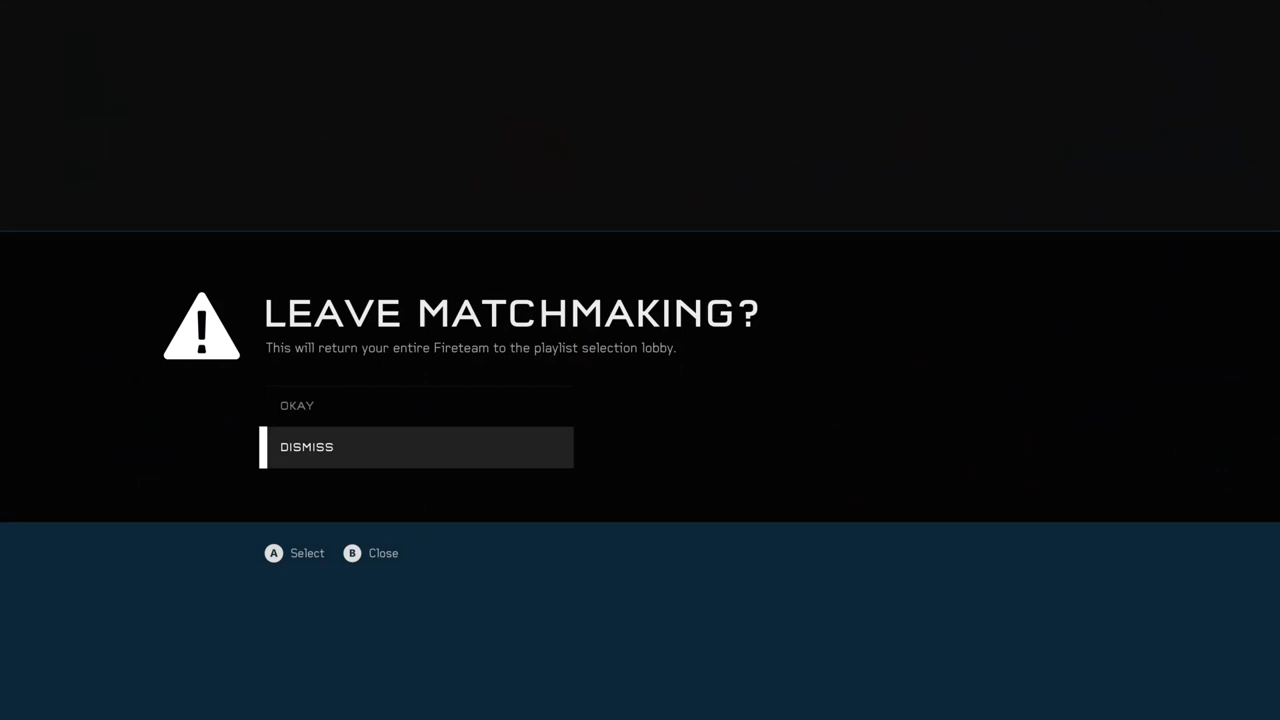 LEAVE MATCHMAKING?
This will return your entire Fireteam to the playlist selection lobby.
OKAY
DISMISS
A Select B Close